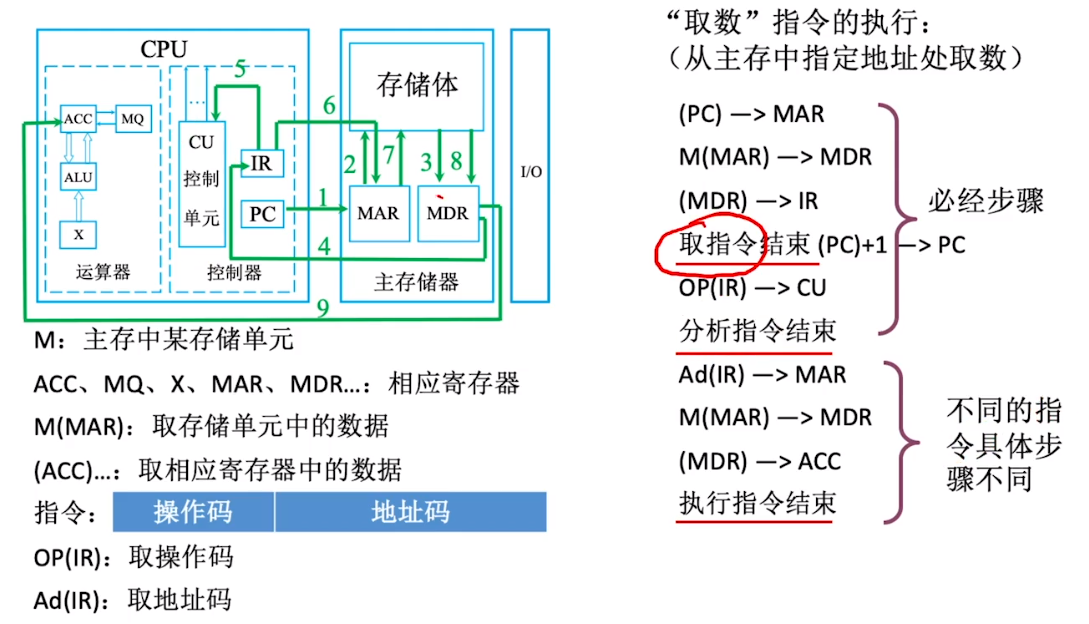 CPU
5
ACC
MQ
ALU
X
运算器
...
CU
控制
单元
IR
PC
控制器
6
1
4
9
存储体
2
7
3
8
MAR
MDR
主存储器
I/O
M：主存中某存储单元
ACC、MQ、X、MAR、MDR…：相应寄存器
M(MAR)：取存储单元中的数据
(ACC)…：取相应寄存器中的数据
指令： 操作码 地址码
OP(IR)：取操作码
Ad(IR)：取地址码
“取数”指令的执行：
（从主存中指定地址处取数）
(PC) —> MAR
M(MAR) —> MDR
(MDR) —> IR
取指令结束 (PC)+1 —> PC
OP(IR) —> CU
分析指令结束
必经步骤
Ad(IR) —> MAR
M(MAR) —> MDR
(MDR) —> ACC
执行指令结束
不同的指
令具体步
骤不同